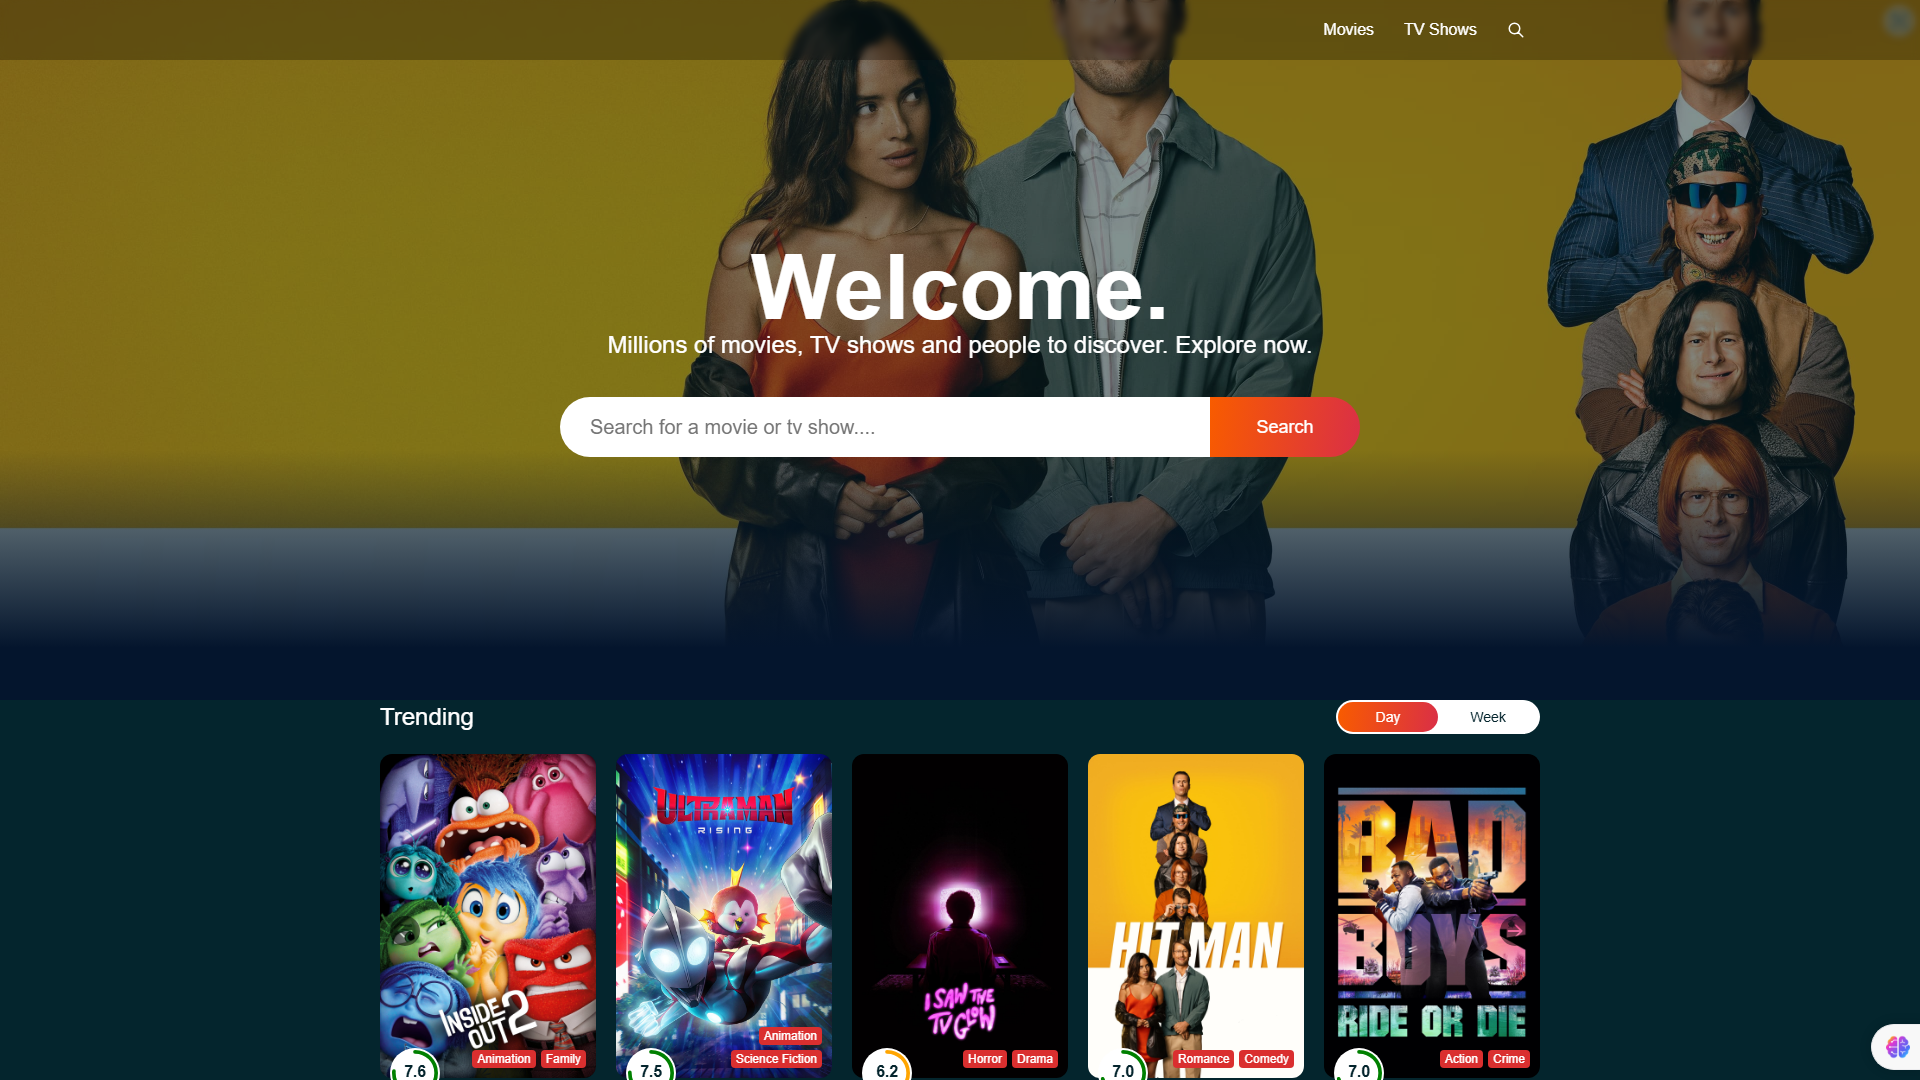 Movies
TV Shows
Welcome.
Millions of movies, TV shows and people to discover. Explore now.
Search for a movie or tv show....
Search
Trending
Day
Week
INSIDE
OUT 2
Animation
Family
7.6
ULTRAMAN
RISING
Animation
Science Fiction
7.5
I SAW THE
TV GLOW
Horror
Drama
6.2
HIT MAN
Romance
Comedy
7.0
BAD
BOYS
RIDE OR DIE
Action
Crime
7.0